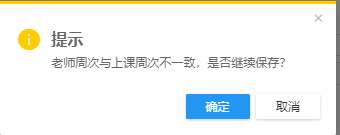 提示
老师周次与上课周次不一致，是否继续保存？
确定
取消